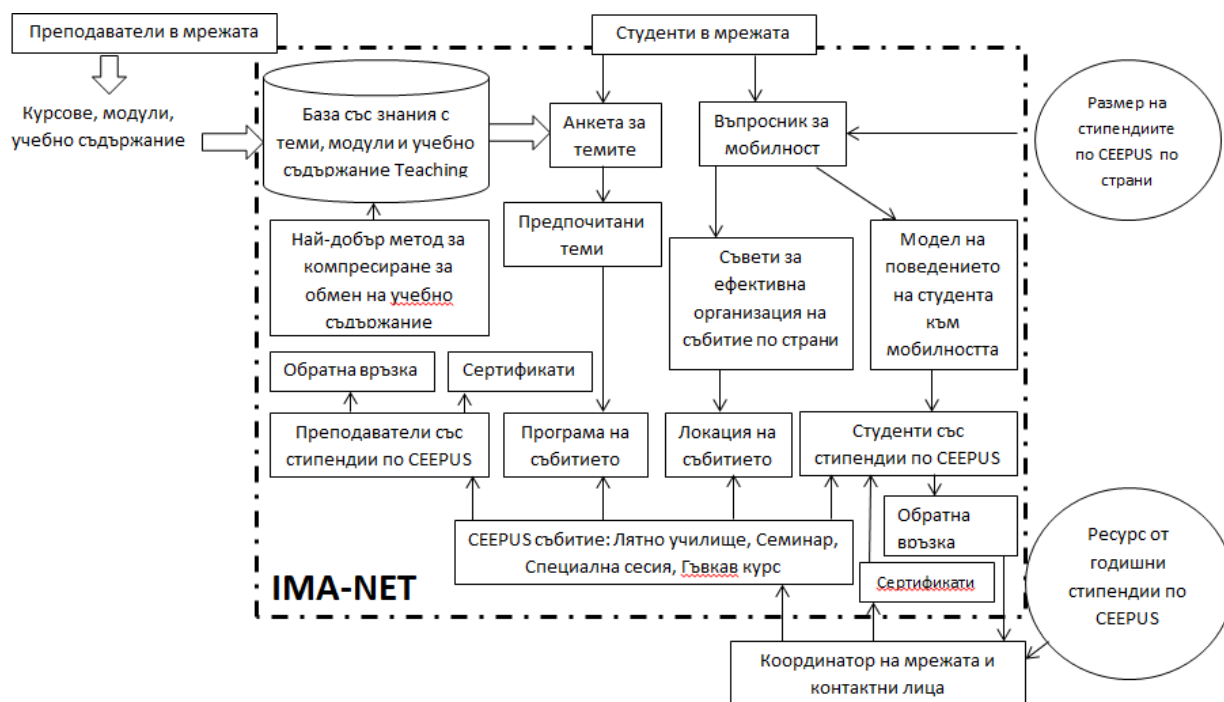 Преподаватели в мрежата
Студенти в мрежата
Курсове, модули,
учебно съдържание
База със знания с
теми, модули и учебно
съдържание Teaching
Анкета за
темите
Въпросник за
мобилност
Размер на
стипендиите
по CEEPUS по
страни
Най-добър метод за
компресиране за
обмен на учебно
съдържание
Предпочитани
теми
Съвети за
ефективна
организация на
събитие по страни
Модел на
поведението
на студента
към
мобилността
Обратна връзка
Сертификати
Преподаватели със
стипендии по CEEPUS
Програма на
събитието
Локация на
събитието
Студенти със
стипендии по CEEPUS
CEEPUS събитие: Лятно училище, Семинар,
Специална сесия, Гъвкав курс
Обратна
връзка
Сертификати
Ресурс от
годишни
стипендии по
CEEPUS
IMA-NET
Координатор на мрежата и
контактни лица